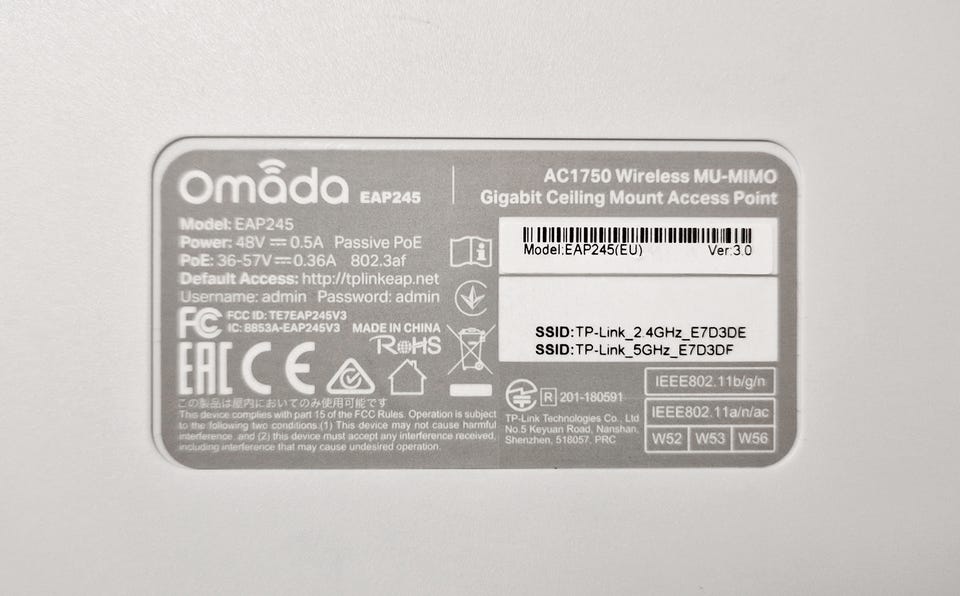 omada EAP245
AC1750 Wireless MU-MIMO
Gigabit Ceiling Mount Access Point
Model: EAP245
Power: 48V⎓0.5A Passive PoE
PoE: 36-57V⎓0.36A 802.3af
Default Access: http://tplinkeap.net
Username: admin Password: admin
FC FCC ID: TE7EAP245V3
IC: 8853A-EAP245V3 MADE IN CHINA
RoHS
EAC CE
この製品は屋内においてのみ使用可能です
This device complies with part 15 of the FCC Rules. Operation is subject
to the following two conditions.(1) This device may not cause harmful
interference ,and (2) this device must accept any interference received,
including interference that may cause undesired operation.
Model:EAP245(EU) Ver:3.0
SSID:TP-Link_2.4GHz_E7D3DE
SSID:TP-Link_5GHz_E7D3DF
R 201-180591
TP-Link Technologies Co., Ltd
No.5 Keyuan Road, Nanshan,
Shenzhen, 518057, PRC
IEEE802.11b/g/n
IEEE802.11a/n/ac
W52 W53 W56